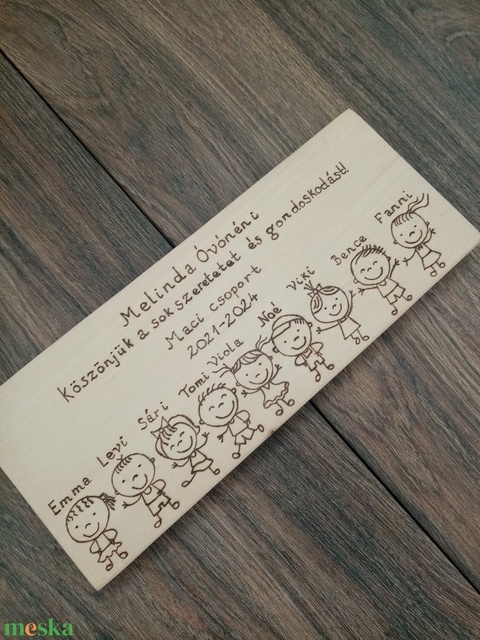 Melinda Óvónéni
Köszönjük a sok szeretetet és gondoskodást!
Maci csoport
2021-2024
Emma Levi Sári Tomi Viola Noé Viki Bence Fanni
meska